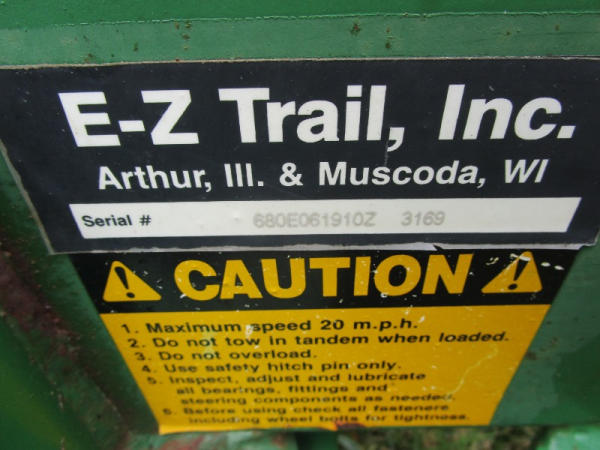 E-Z Trail, Inc.
Arthur, Ill. & Muscoda, WI
Serial # 680E061910Z 3169
CAUTION
1. Maximum speed 20 m.p.h.
2. Do not tow in tandem when loaded.
3. Do not overload.
4. Use safety hitch pin only.
5. Inspect, adjust and lubricate
all bearings, fittings and
steering components as needed.
6. Before using check all fasteners
including wheel bolts for tightness.